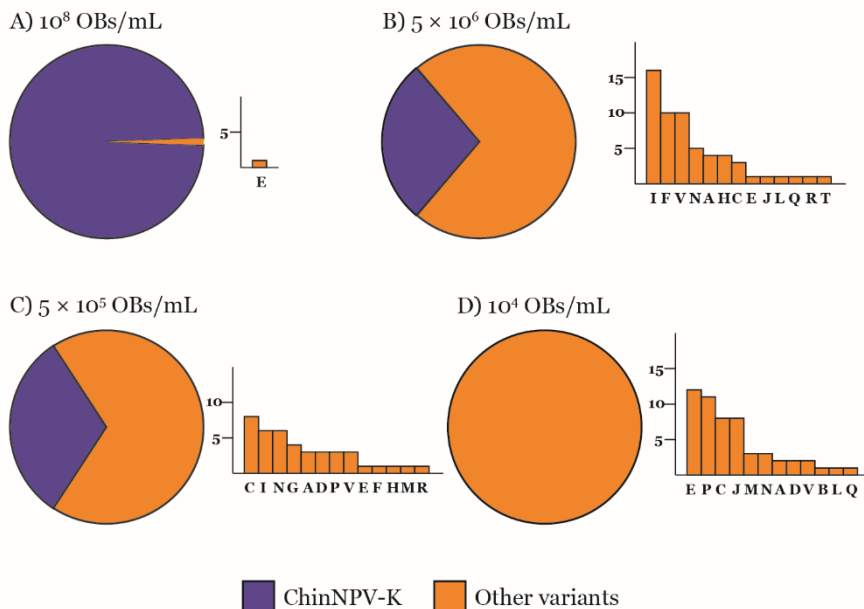 A) 10⁸ OBs/mL
5
E
B) 5 × 10⁶ OBs/mL
15
10
5
I F V N A H C E J L Q R T
C) 5 × 10⁵ OBs/mL
10
5
C I N G A D P V E F H M R
D) 10⁴ OBs/mL
15
10
5
E P C J M N A D V B L Q
ChinNPV-K Other variants